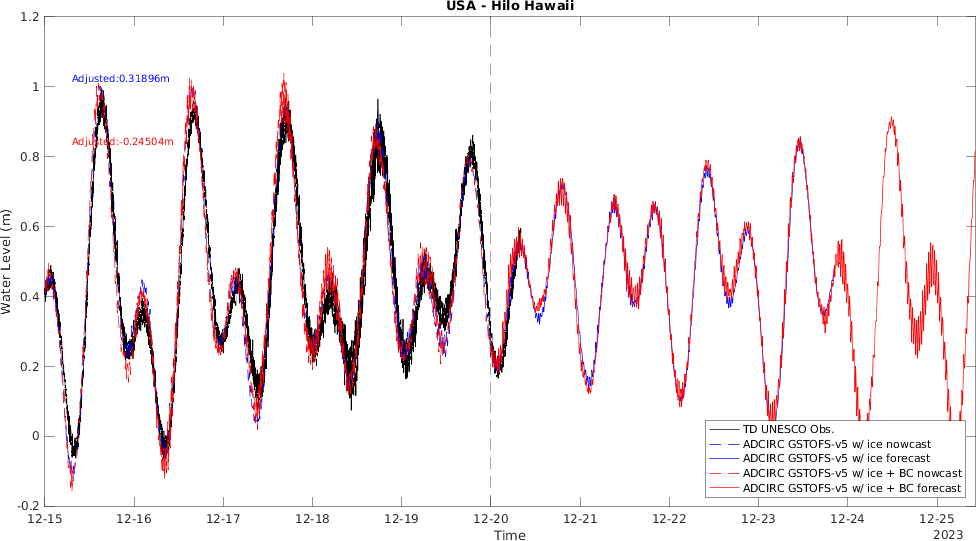 USA - Hilo Hawaii
1.2
1
0.8
0.6
0.4
0.2
0
-0.2
Water Level (m)
Adjusted:0.31896m
Adjusted:-0.24504m
TD UNESCO Obs.
ADCIRC GSTOFS-v5 w/ ice nowcast
ADCIRC GSTOFS-v5 w/ ice forecast
ADCIRC GSTOFS-v5 w/ ice + BC nowcast
ADCIRC GSTOFS-v5 w/ ice + BC forecast
12-15 12-16 12-17 12-18 12-19 12-20 12-21 12-22 12-23 12-24 12-25
Time
2023